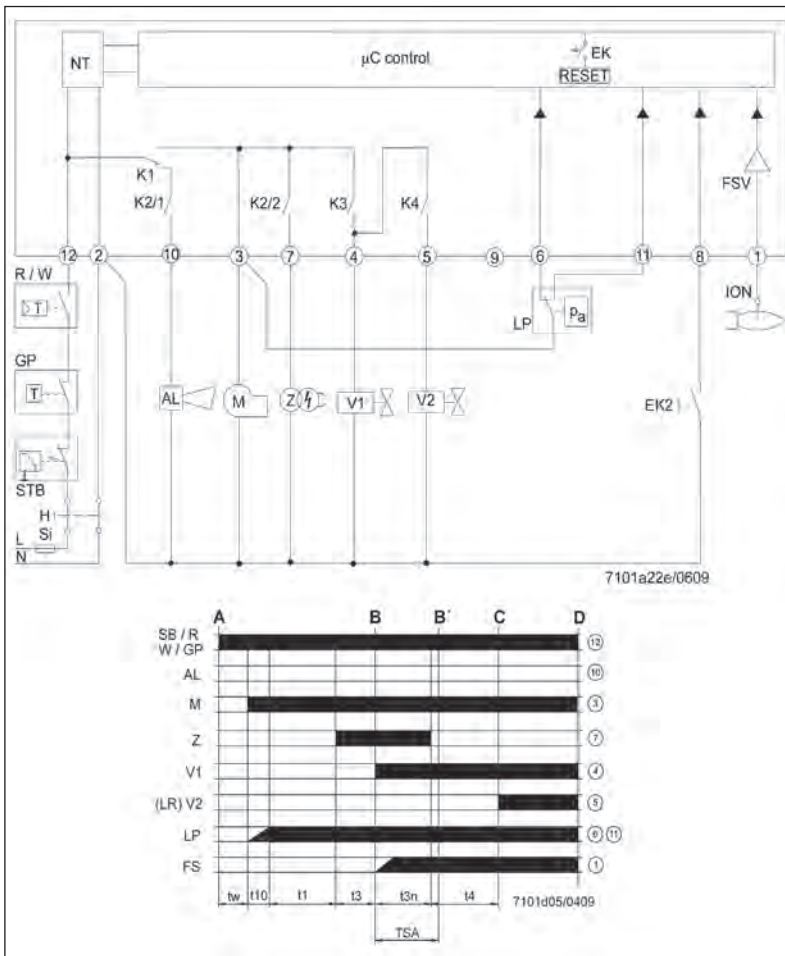 NT
µC control
EK
RESET
FSV
K1
K2/1
K2/2
K3
K4
12
2
10
3
7
4
5
9
6
11
8
1
R / W
T
GP
T
STB
H
Si
L
N
AL
M
Z
V1
V2
LP
Pa
ION
EK2
7101a22e/0609
A B B´ C D
SB / R
W / GP
12
AL
10
M
3
Z
7
V1
4
(LR) V2
5
LP
6 11
FS
1
tw t10 t1 t3 t3n t4
7101d05/0409
TSA